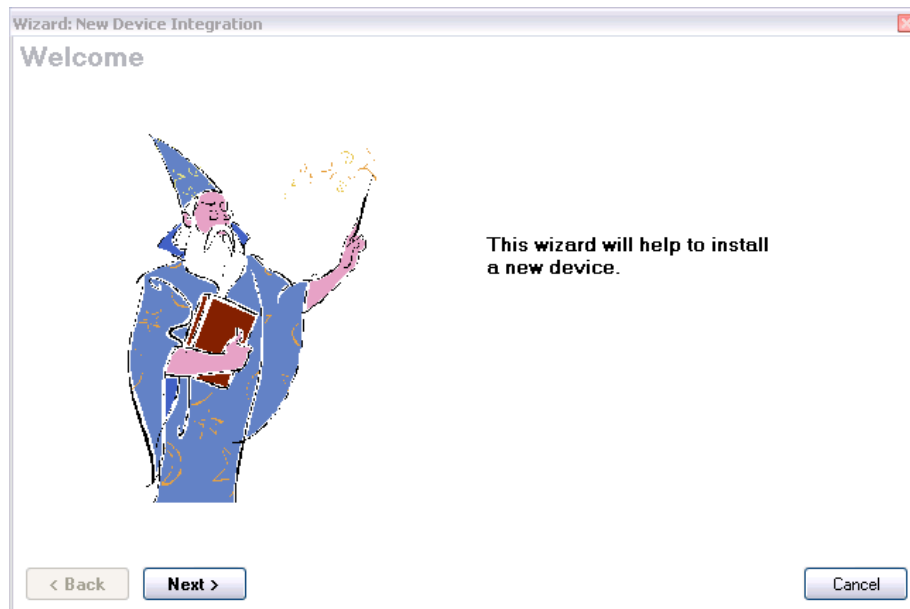 Wizard: New Device Integration
Welcome
This wizard will help to install
a new device.
< Back
Next >
Cancel